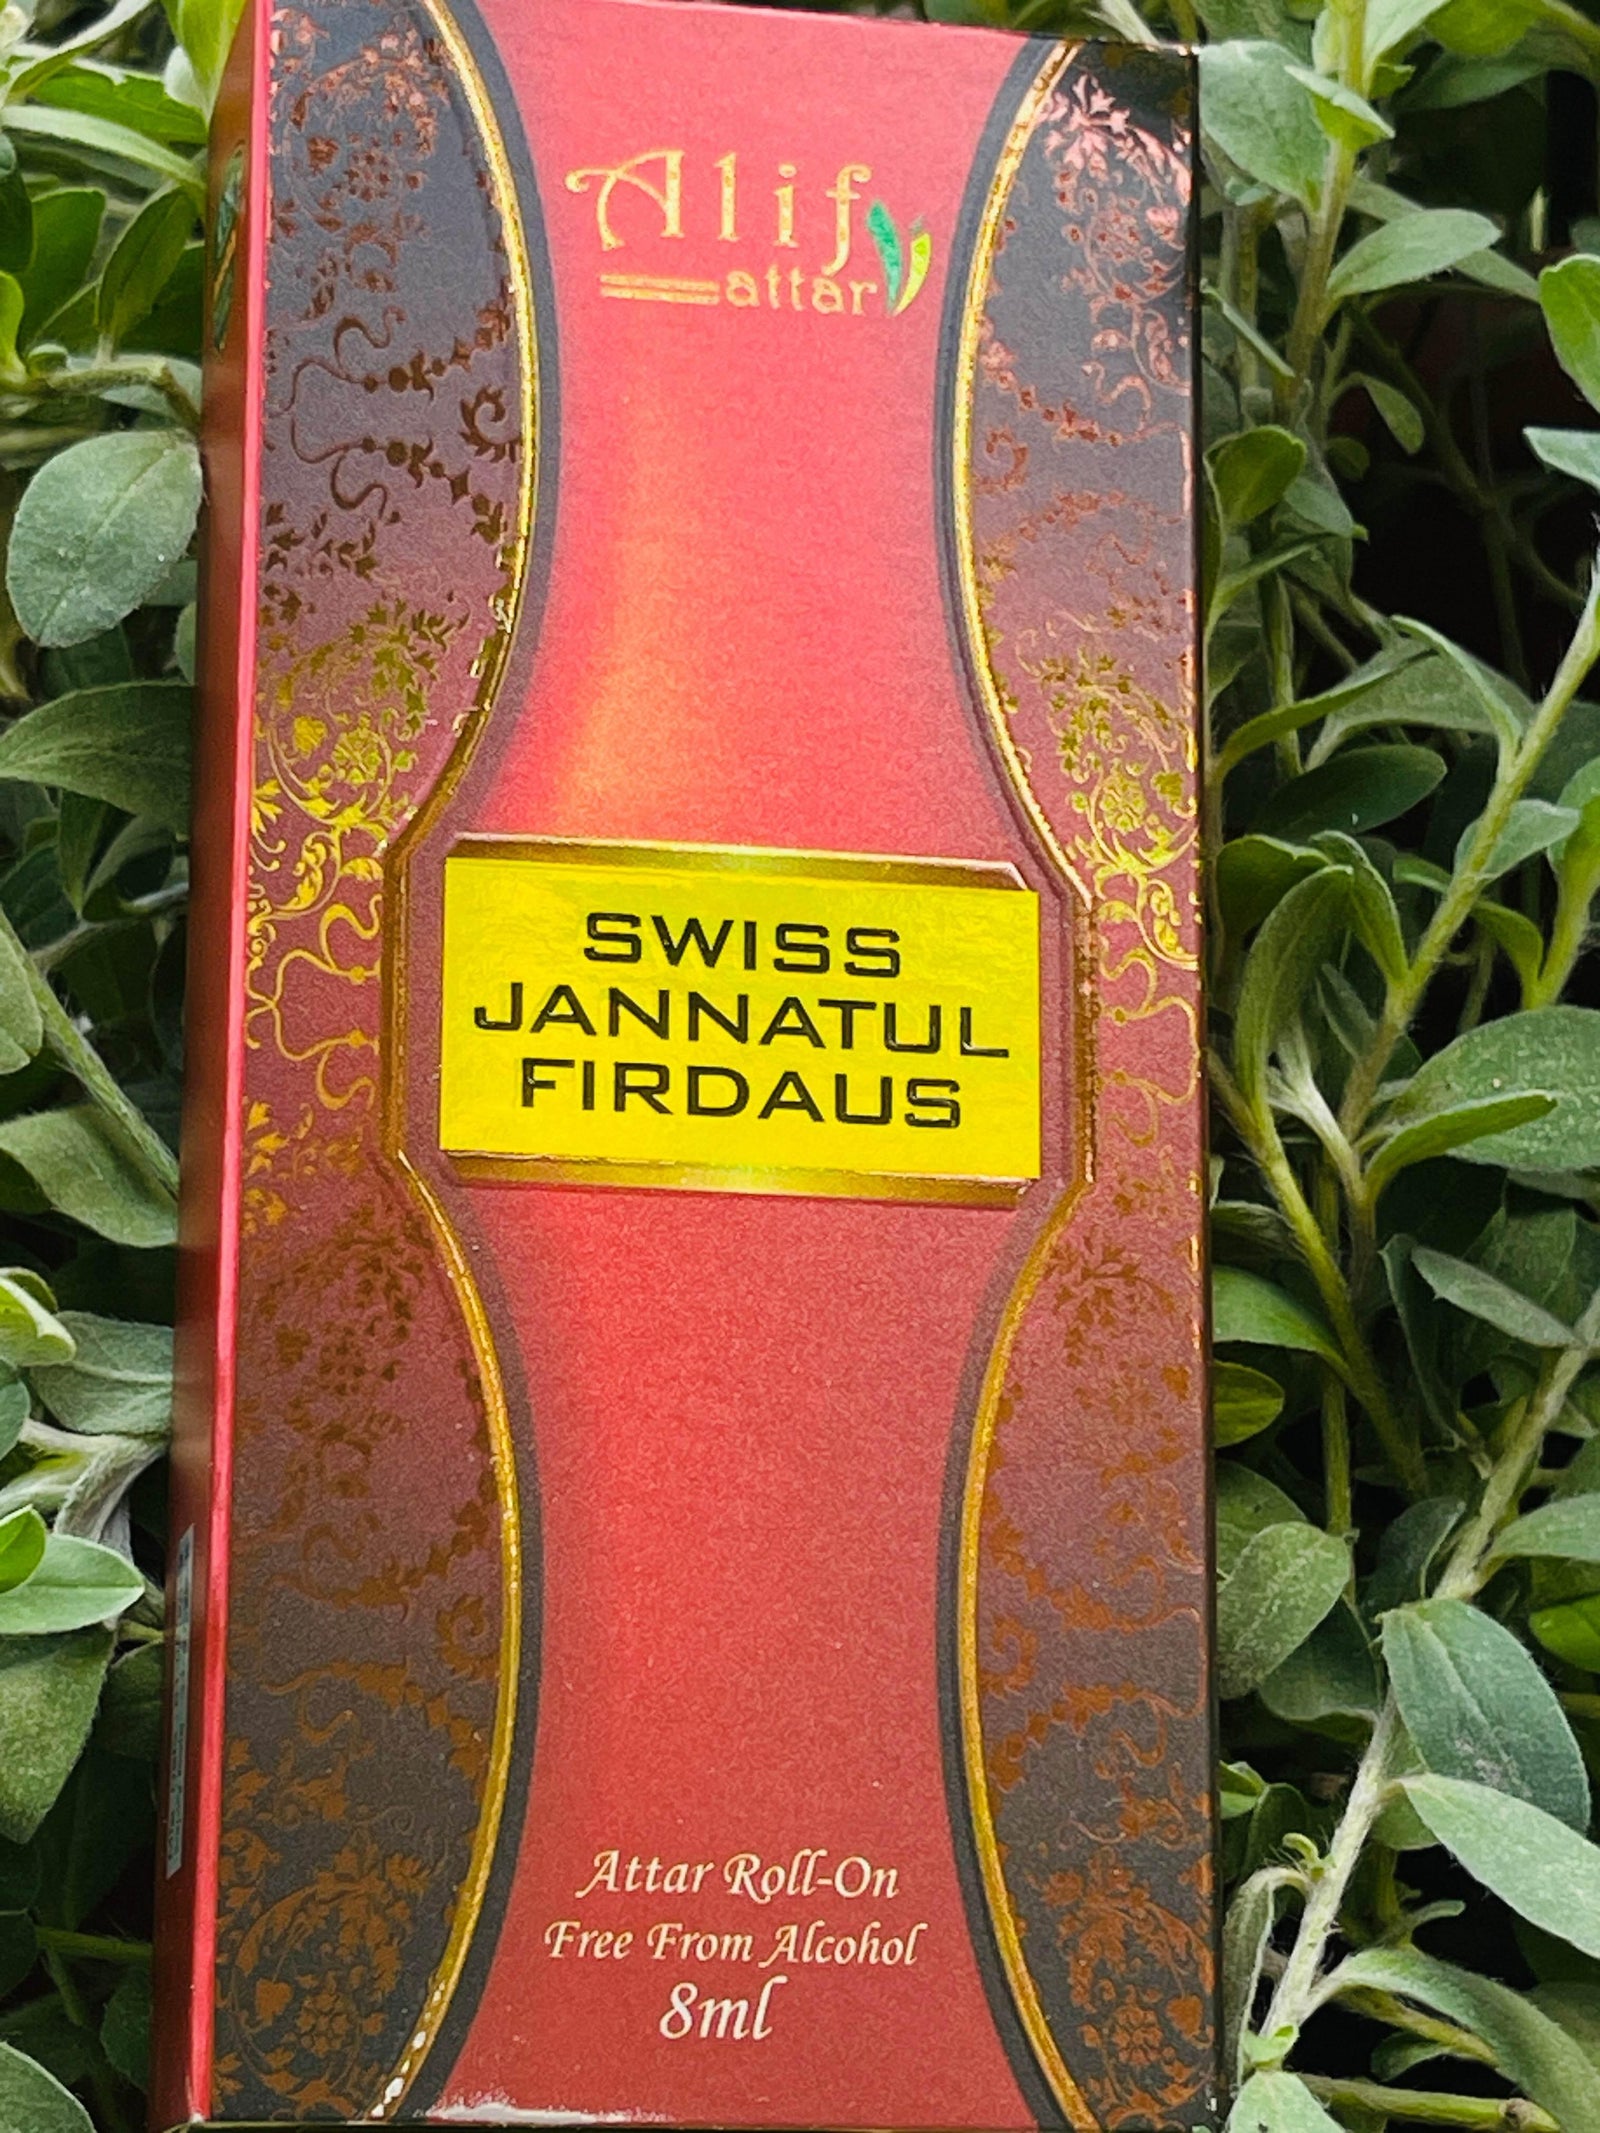 Alif
attar
SWISS
JANNATUL
FIRDAUS
Attar Roll-On
Free From Alcohol
8ml